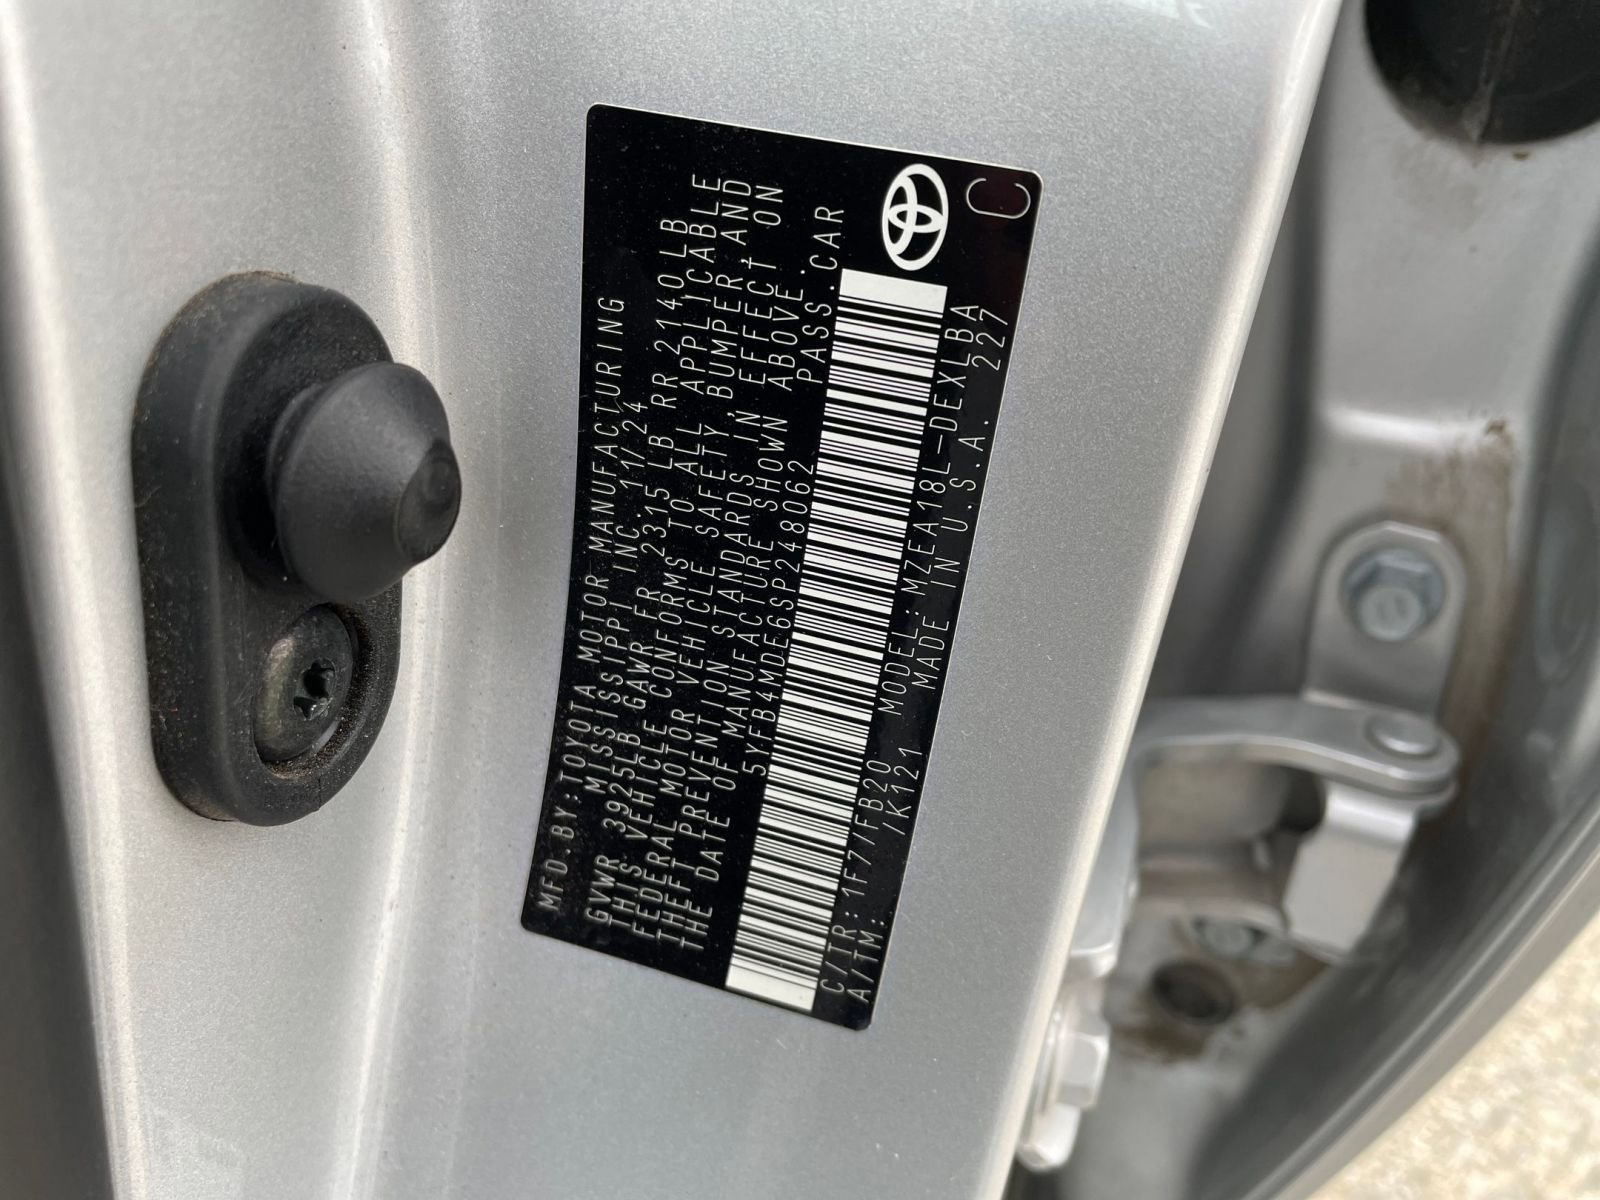 MFD.BY:TOYOTA MOTOR MANUFACTURING
MISSISSIPPI INC. 11/24
GVWR 3925LB GAWR FR 2315 LB RR 2140LB
THIS VEHICLE CONFORMS TO ALL APPLICABLE
FEDERAL MOTOR VEHICLE SAFETY,BUMPER,AND
THEFT PREVENTION STANDARDS IN EFFECT ON
THE DATE OF MANUFACTURE SHOWN ABOVE.
5YFB4MDE6SP248062 PASS.CAR
C/TR:1F7/FB20 MODEL:MZEA18L-DEXLBA
A/TM: /K121 MADE IN U.S.A. 227
C